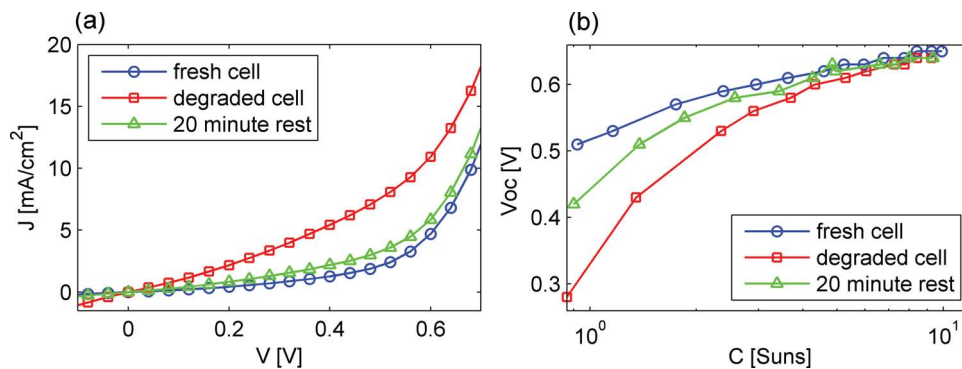 (a)
20
15
10
5
0
J [mA/cm²]
fresh cell
degraded cell
20 minute rest
0 0.2 0.4 0.6
V [V]
(b)
0.6
0.5
0.4
0.3
Voc [V]
fresh cell
degraded cell
20 minute rest
10⁰ 10¹
C [Suns]